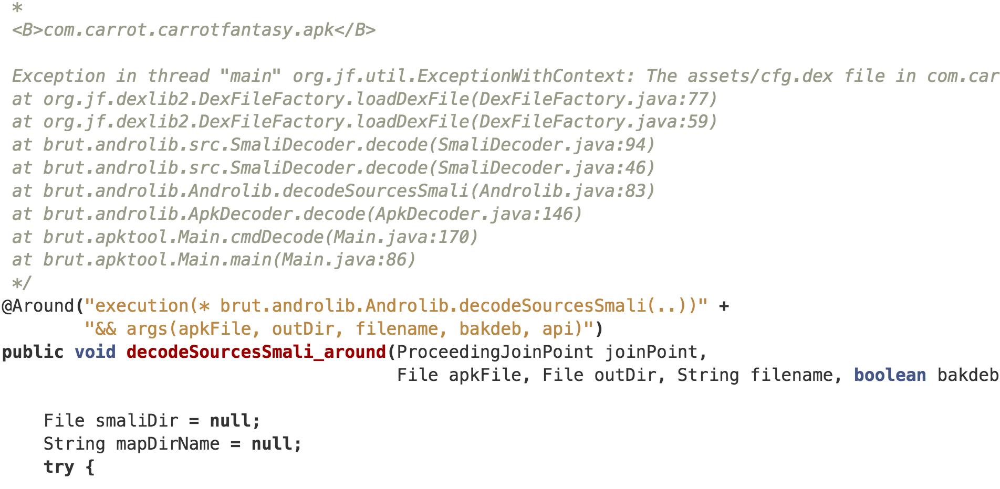 *
<B>com.carrot.carrotfantasy.apk</B>
Exception in thread "main" org.jf.util.ExceptionWithContext: The assets/cfg.dex file in com.car
at org.jf.dexlib2.DexFileFactory.loadDexFile(DexFileFactory.java:77)
at org.jf.dexlib2.DexFileFactory.loadDexFile(DexFileFactory.java:59)
at brut.androlib.src.SmaliDecoder.decode(SmaliDecoder.java:94)
at brut.androlib.src.SmaliDecoder.decode(SmaliDecoder.java:46)
at brut.androlib.Androlib.decodeSourcesSmali(Androlib.java:83)
at brut.androlib.ApkDecoder.decode(ApkDecoder.java:146)
at brut.apktool.Main.cmdDecode(Main.java:170)
at brut.apktool.Main.main(Main.java:86)
*/
@Around("execution(* brut.androlib.Androlib.decodeSourcesSmali(..))" +
"&& args(apkFile, outDir, filename, bakdeb, api)")
public void decodeSourcesSmali_around(ProceedingJoinPoint joinPoint,
File apkFile, File outDir, String filename, boolean bakdeb
File smaliDir = null;
String mapDirName = null;
try {